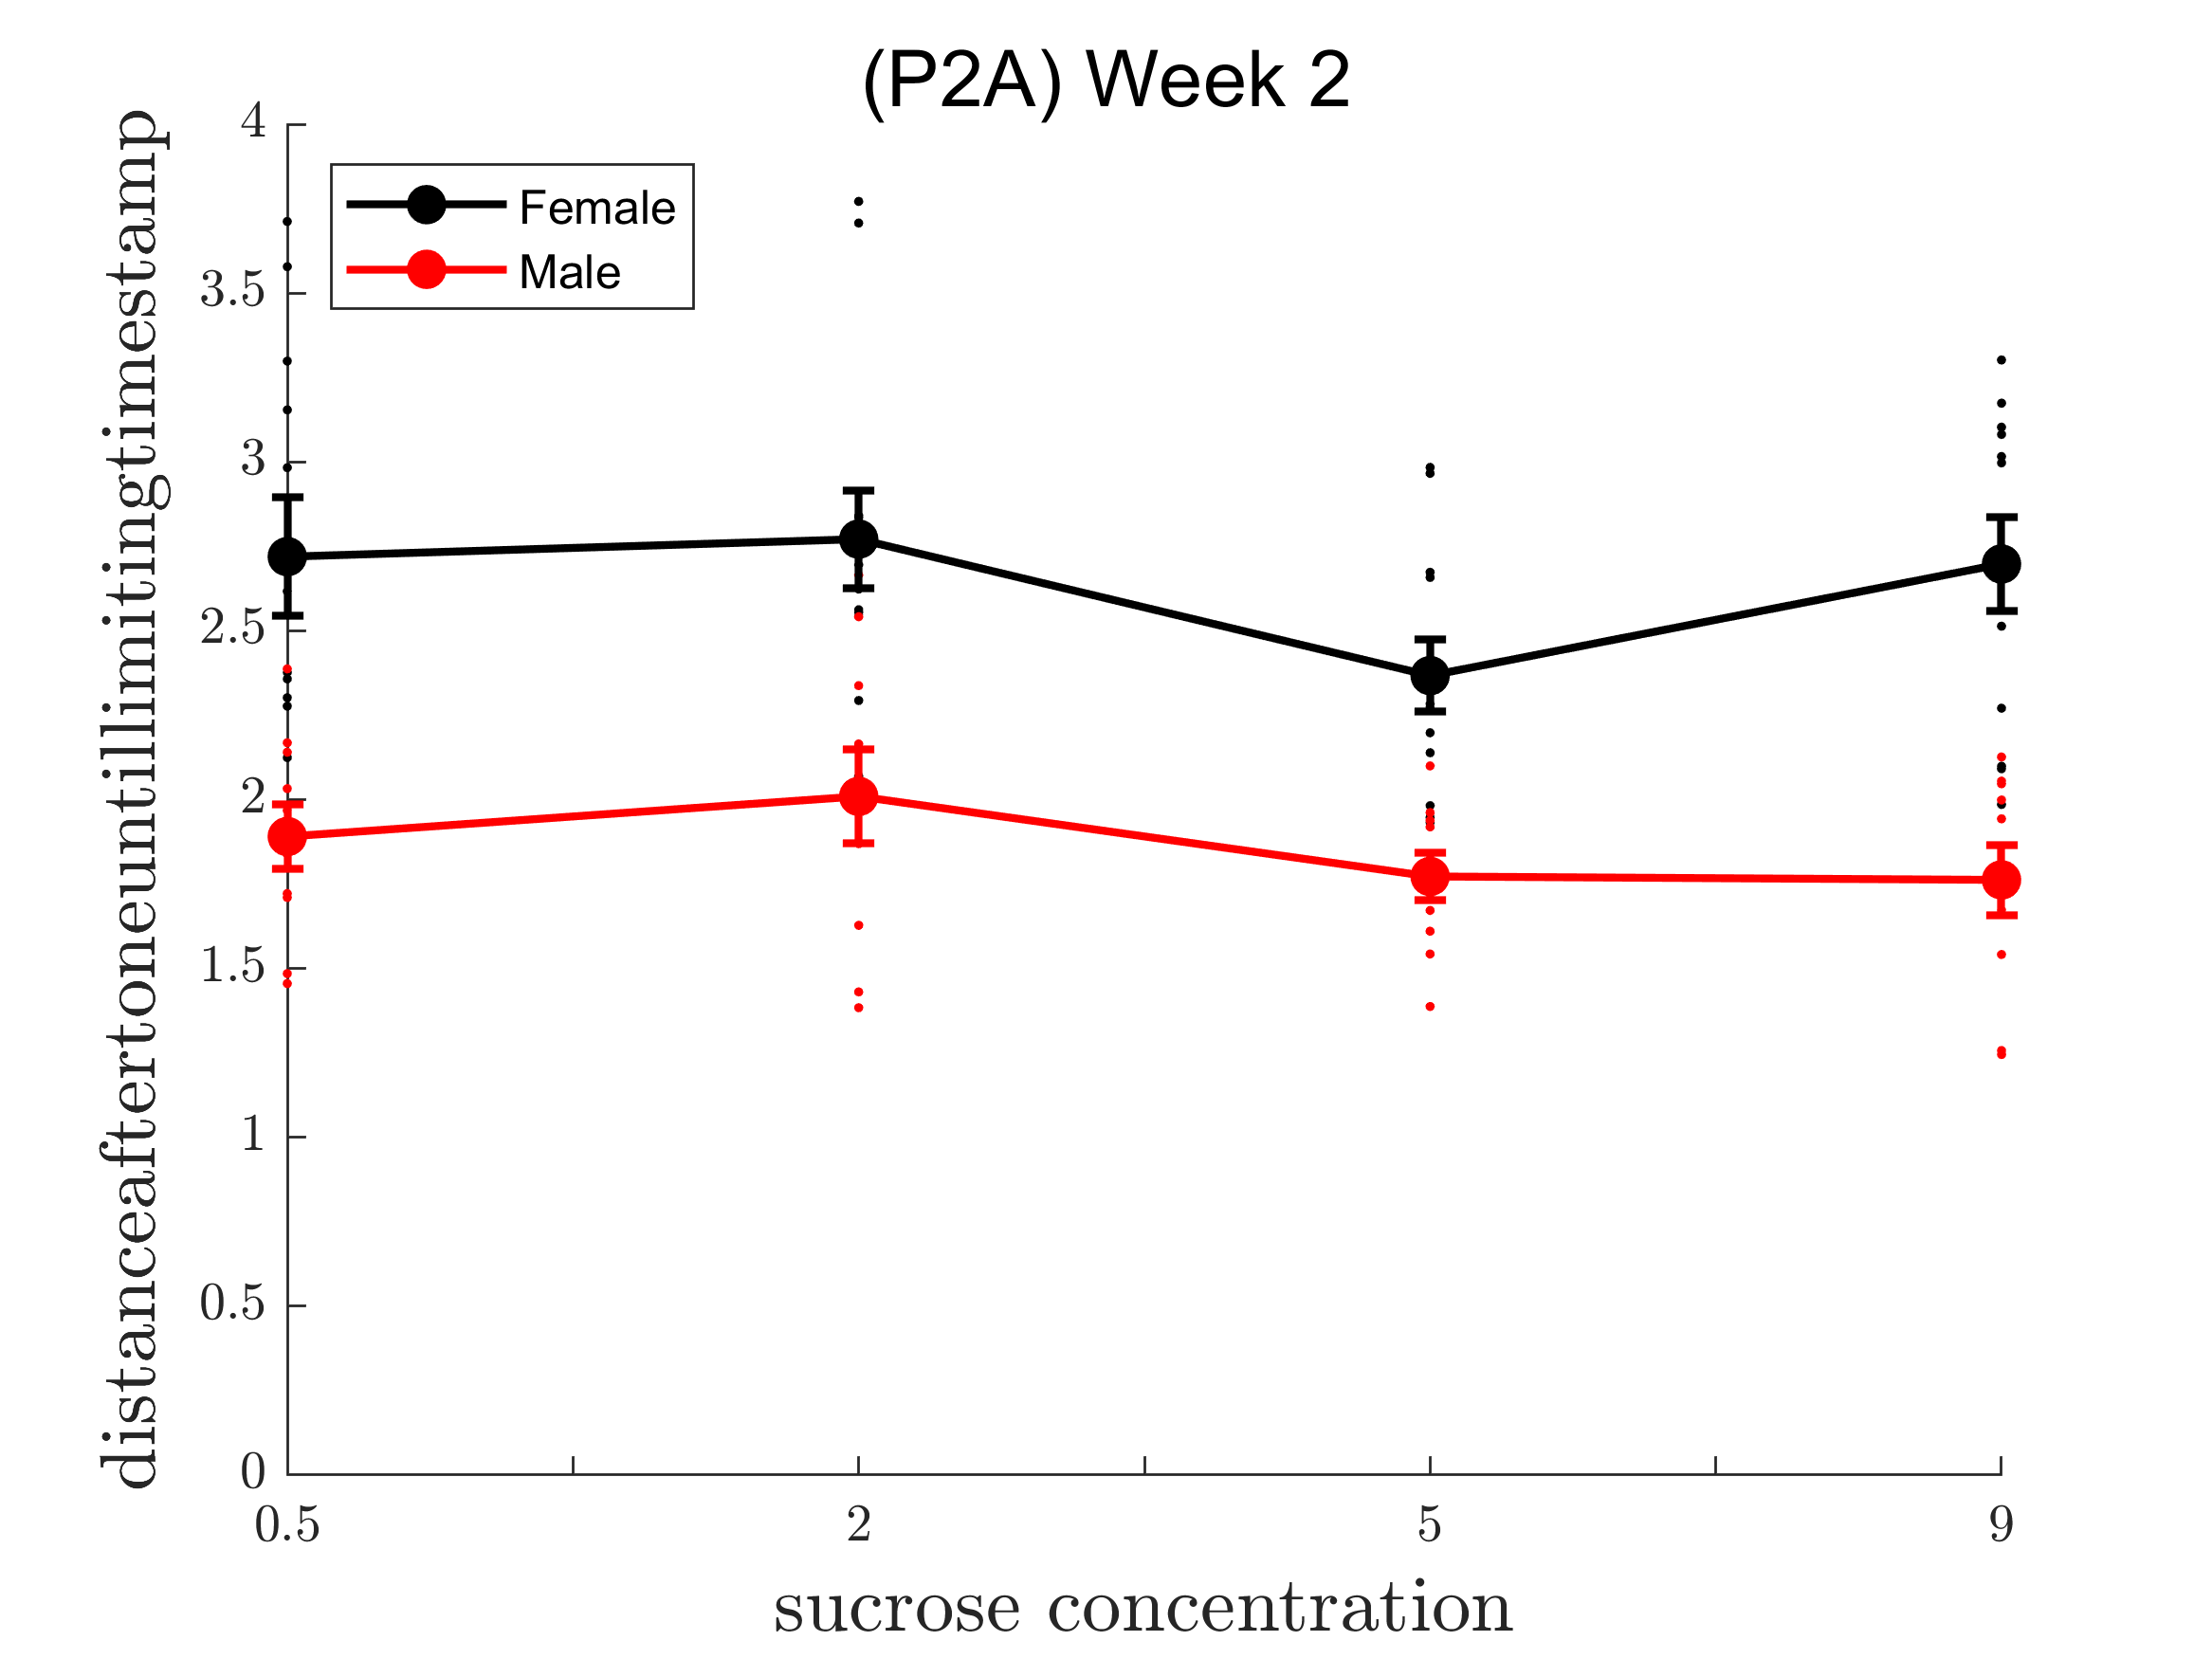 (P2A) Week 2
Female
Male
distanceaftertoneuntillimitingtimestamp
4
3.5
3
2.5
2
1.5
1
0.5
0
0.5 2 5 9
sucrose concentration